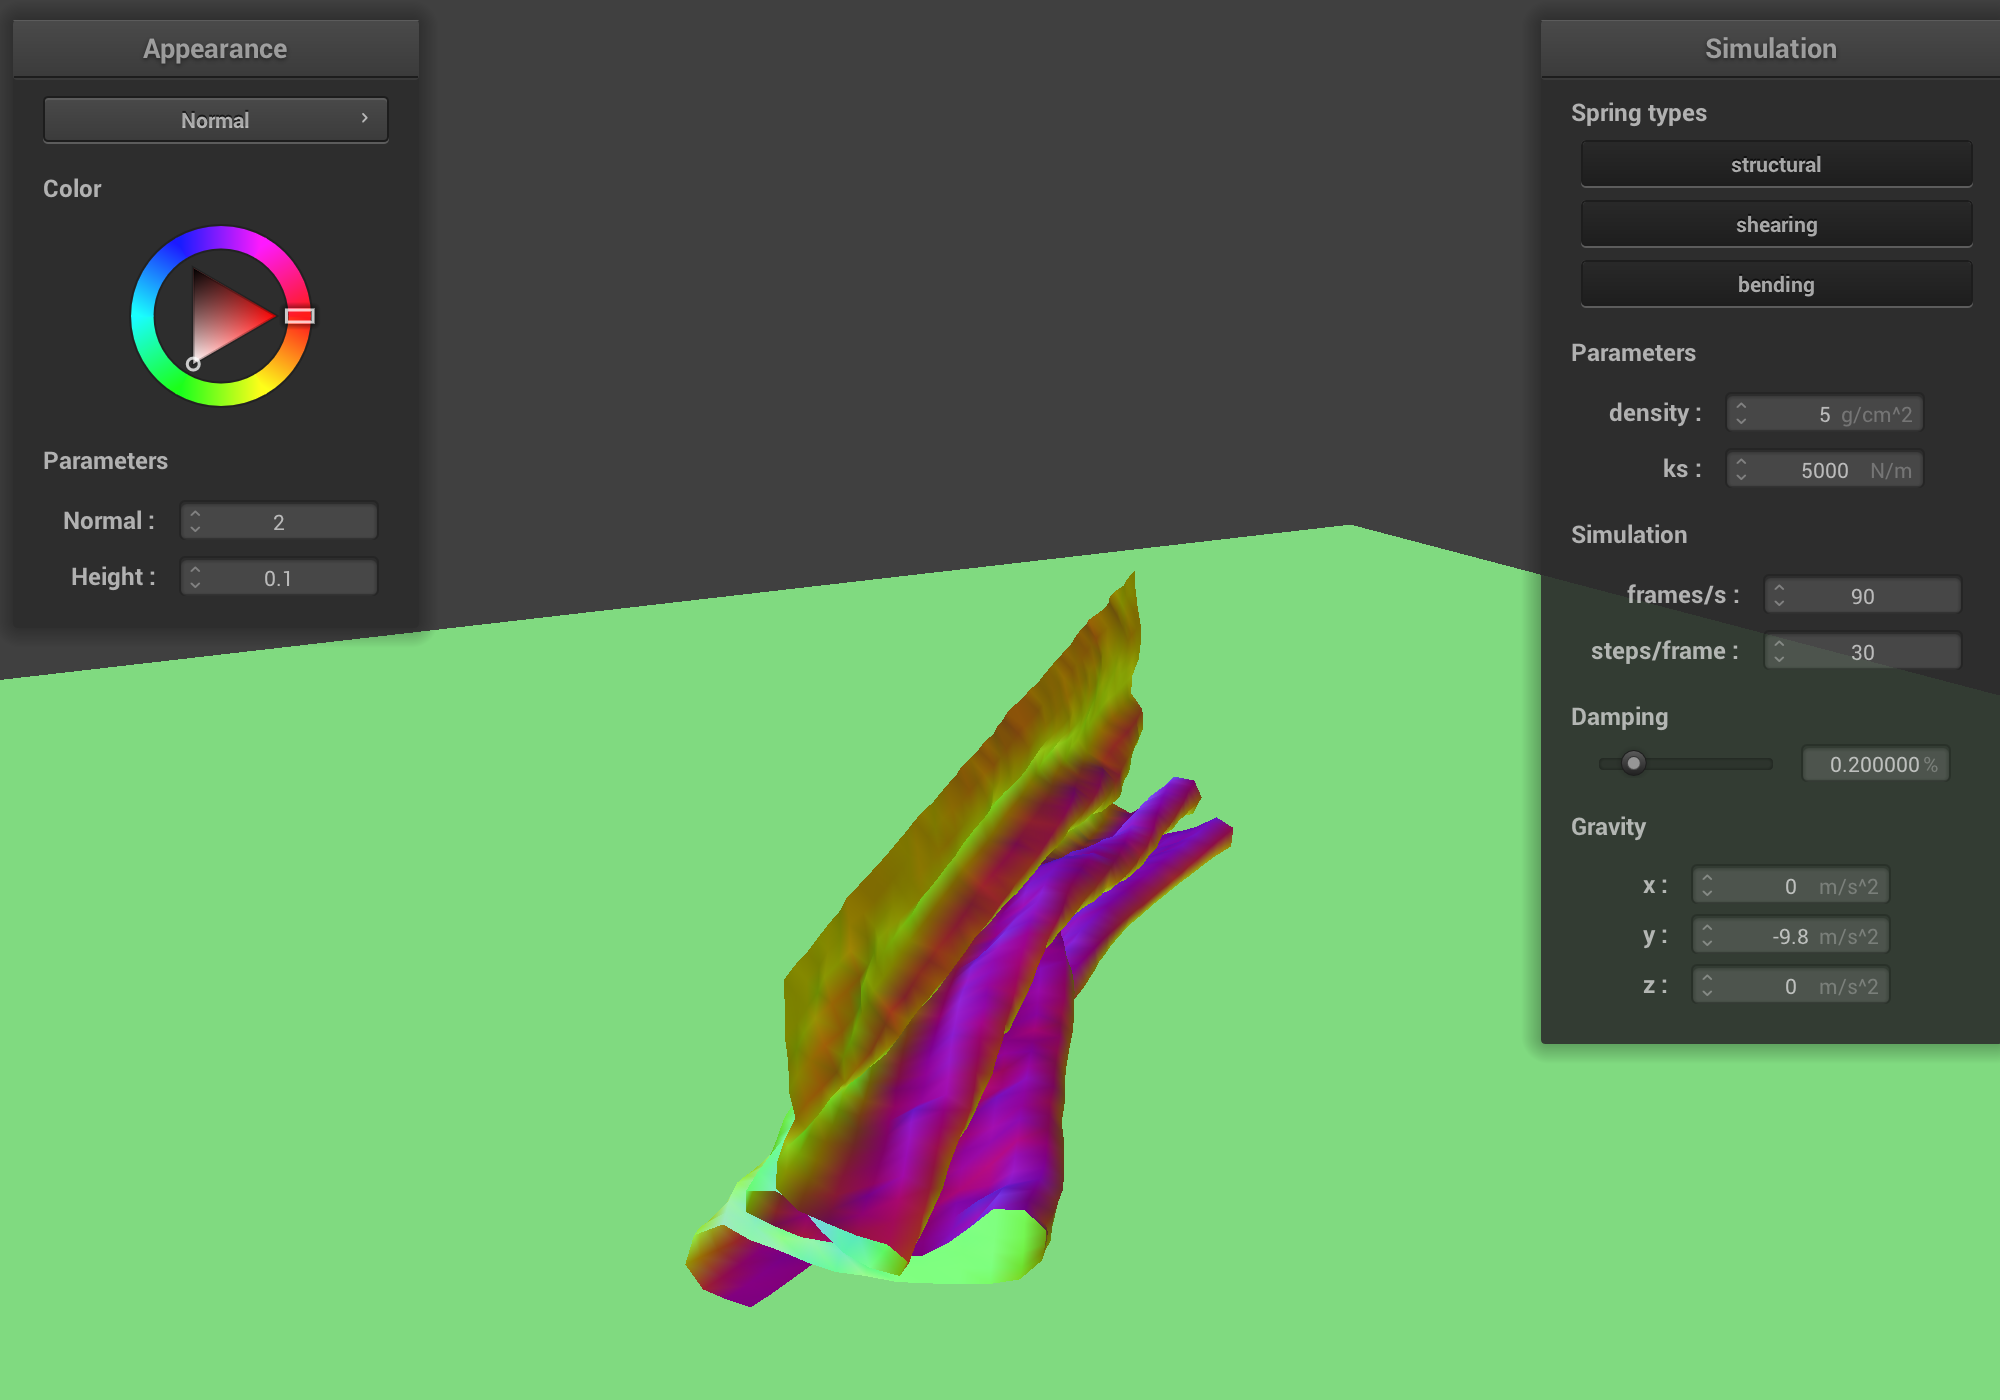 Appearance
Normal
Color
Parameters
Normal : 2
Height : 0.1
Simulation
Spring types
structural
shearing
bending
Parameters
density : 5 g/cm^2
ks : 5000 N/m
Simulation
frames/s : 90
steps/frame : 30
Damping
0.200000 %
Gravity
x : 0 m/s^2
y : -9.8 m/s^2
z : 0 m/s^2